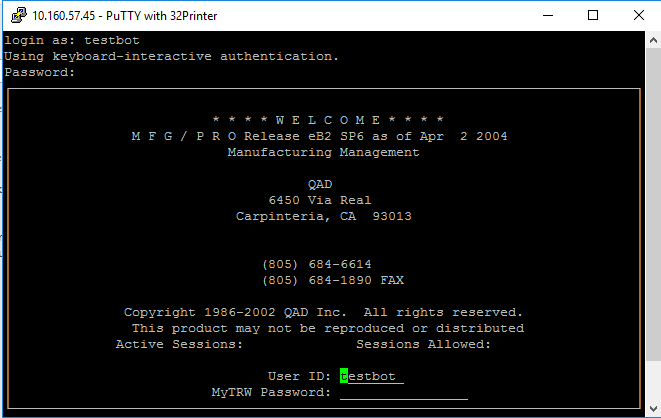 10.160.57.45 - PuTTY with 32Printer
login as: testbot
Using keyboard-interactive authentication.
Password:
* * * * W E L C O M E * * * *
M F G / P R O Release eB2 SP6 as of Apr  2 2004
Manufacturing Management
QAD
6450 Via Real
Carpinteria, CA  93013
(805) 684-6614
(805) 684-1890 FAX
Copyright 1986-2002 QAD Inc.  All rights reserved.
This product may not be reproduced or distributed
Active Sessions:              Sessions Allowed:
User ID: testbot
MyTRW Password: